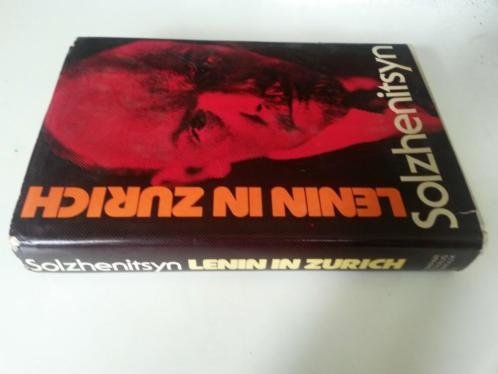 Solzhenitsyn
LENIN IN ZURICH
Solzhenitsyn LENIN IN ZURICH